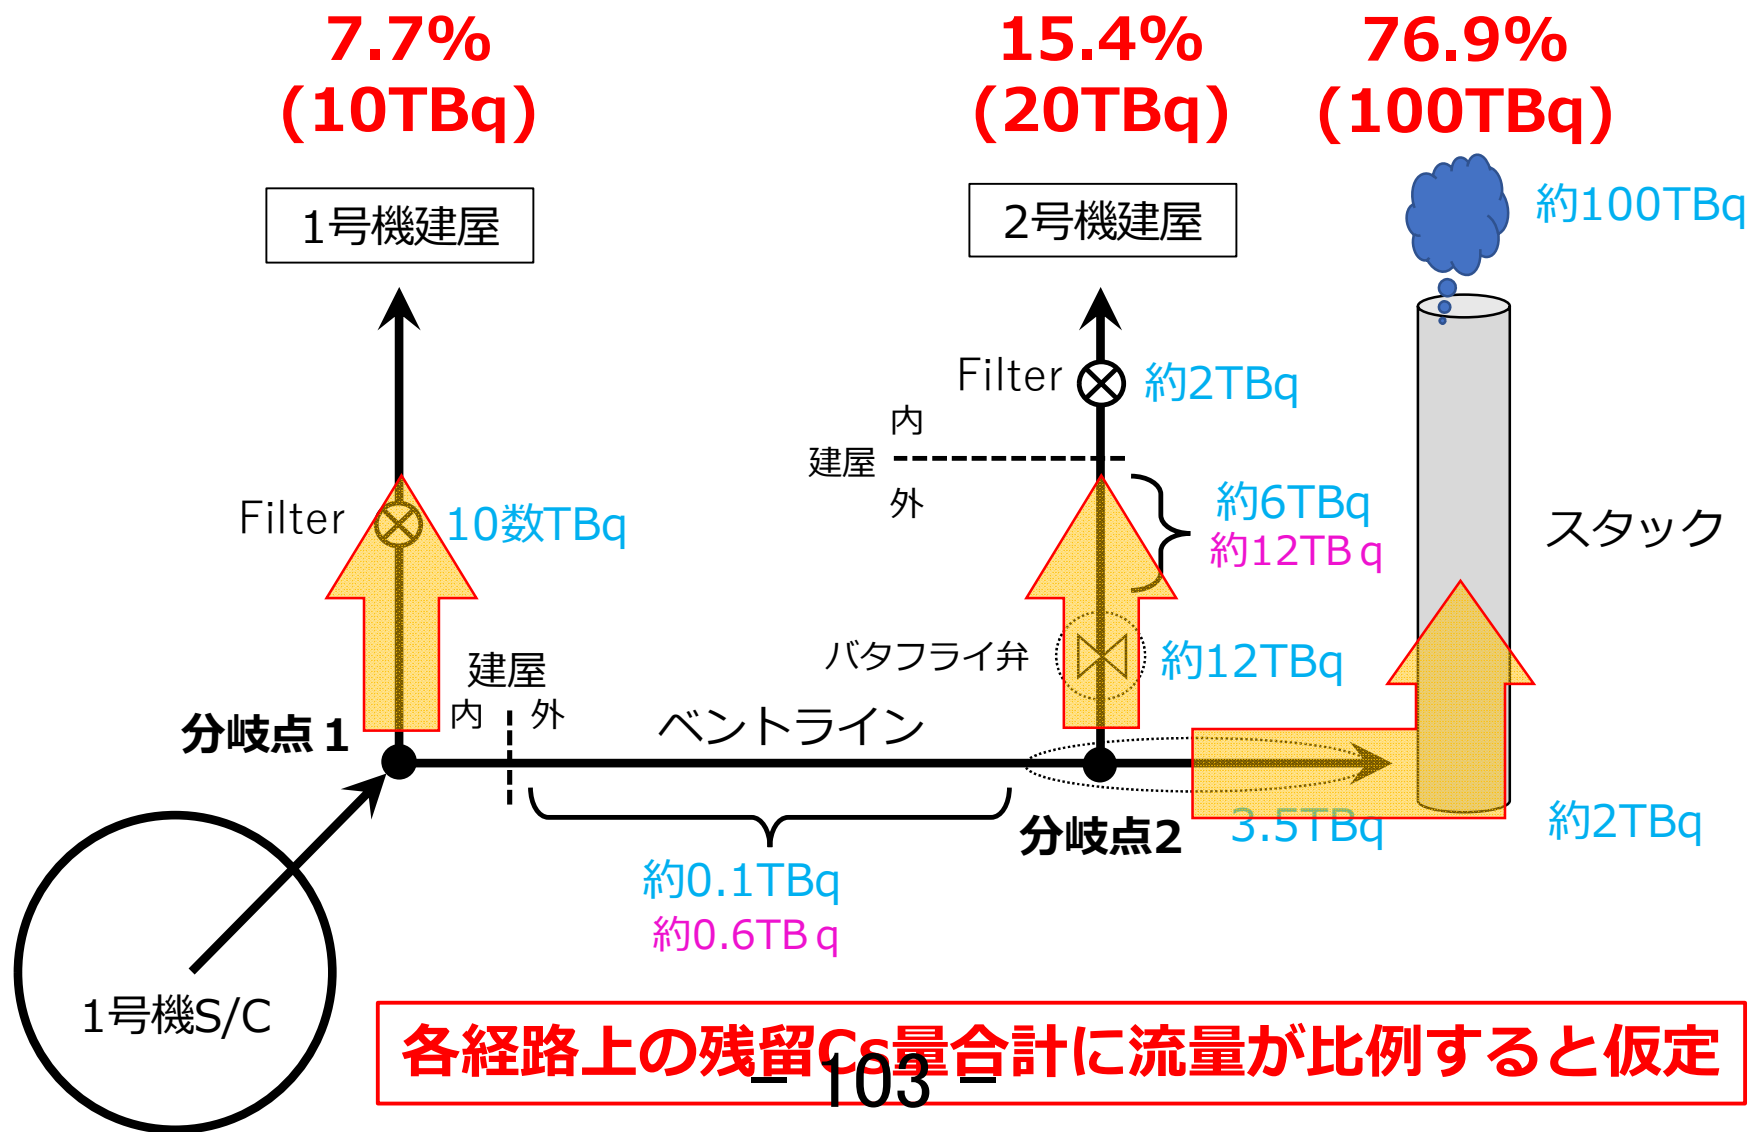 7.7%
(10TBq)
15.4%
(20TBq)
76.9%
(100TBq)
1号機建屋
2号機建屋
約100TBq
Filter
約2TBq
内
建屋
外
Filter
10数TBq
約6TBq
約12TBq
スタック
バタフライ弁
約12TBq
建屋
内
外
分岐点1
ベントライン
分岐点2
3.5TBq
約2TBq
約0.1TBq
約0.6TBq
1号機S/C
各経路上の残留Cs量合計に流量が比例すると仮定
− 103 −